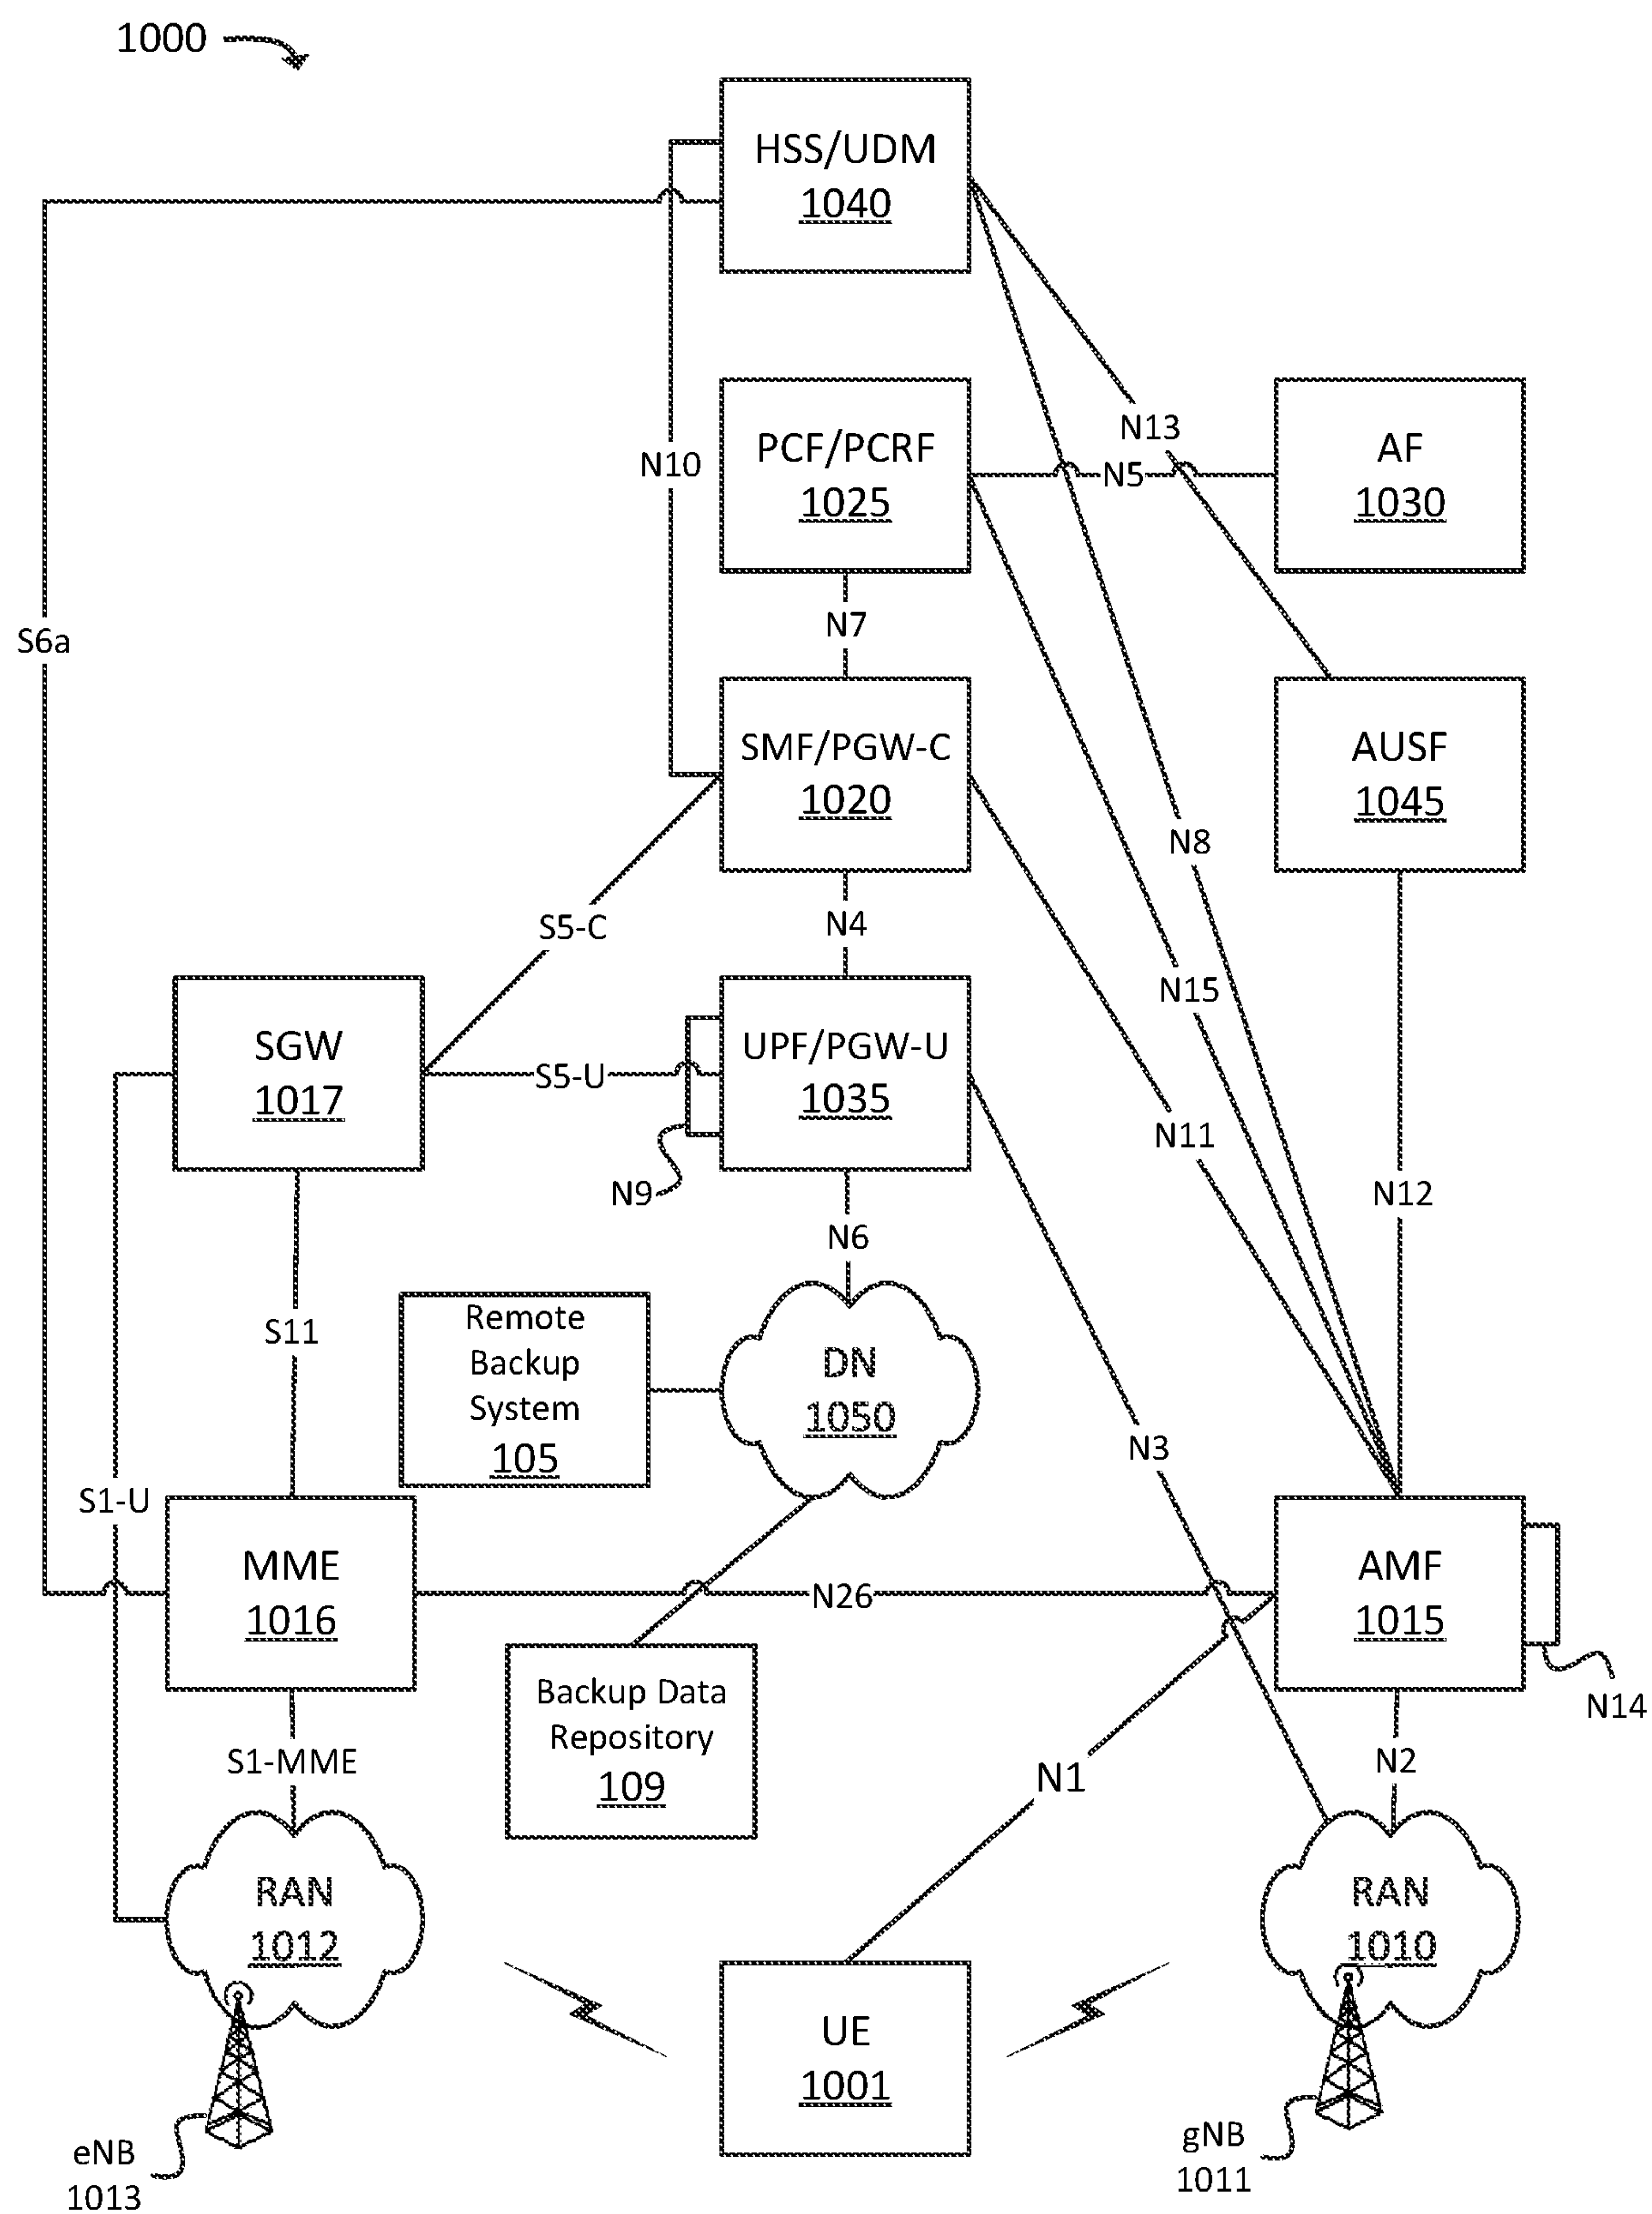 1000
HSS/UDM
1040
N13
PCF/PCRF
1025
N5
AF
1030
N10
N7
S6a
SMF/PGW-C
1020
AUSF
1045
N8
S5-C
N4
N15
SGW
1017
S5-U
UPF/PGW-U
1035
N11
N9
N12
N6
S11
Remote
Backup
System
105
DN
1050
N3
S1-U
MME
1016
N26
AMF
1015
N14
Backup Data
Repository
109
S1-MME
N1
N2
RAN
1012
RAN
1010
UE
1001
eNB
1013
gNB
1011